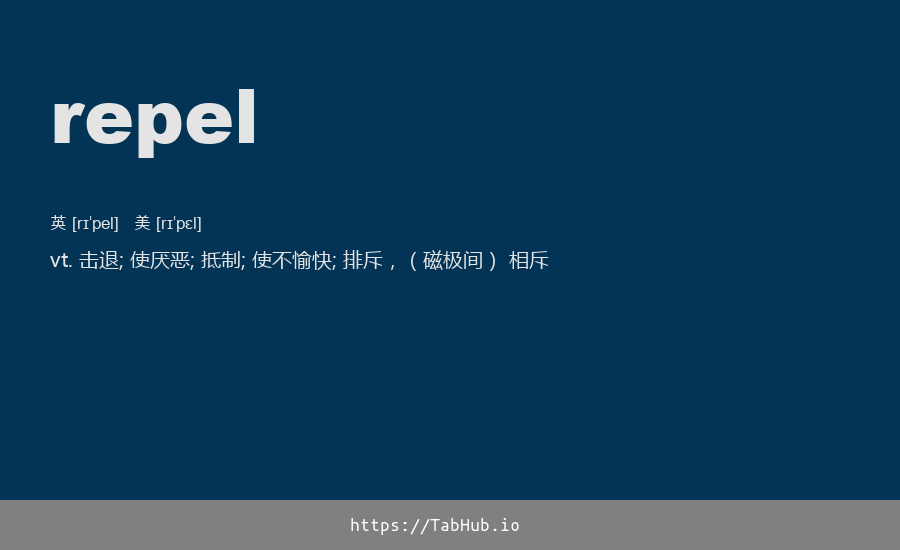 repel
英 [rɪˈpel] 美 [rɪˈpɛl]
vt. 击退; 使厌恶; 抵制; 使不愉快; 排斥，（磁极间）相斥
https://TabHub.io